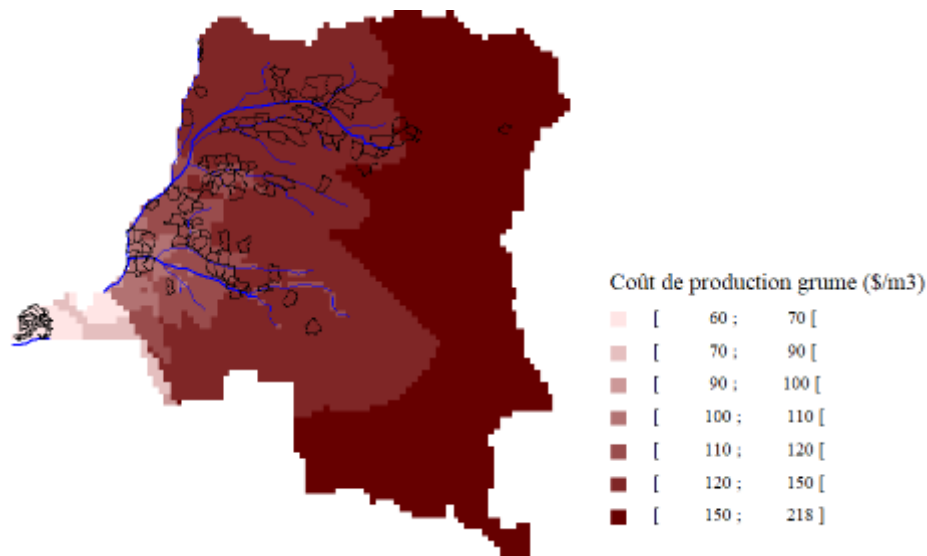 Coût de production grume ($/m3)
[ 60 ; 70 [
[ 70 ; 90 [
[ 90 ; 100 [
[ 100 ; 110 [
[ 110 ; 120 [
[ 120 ; 150 [
[ 150 ; 218 ]